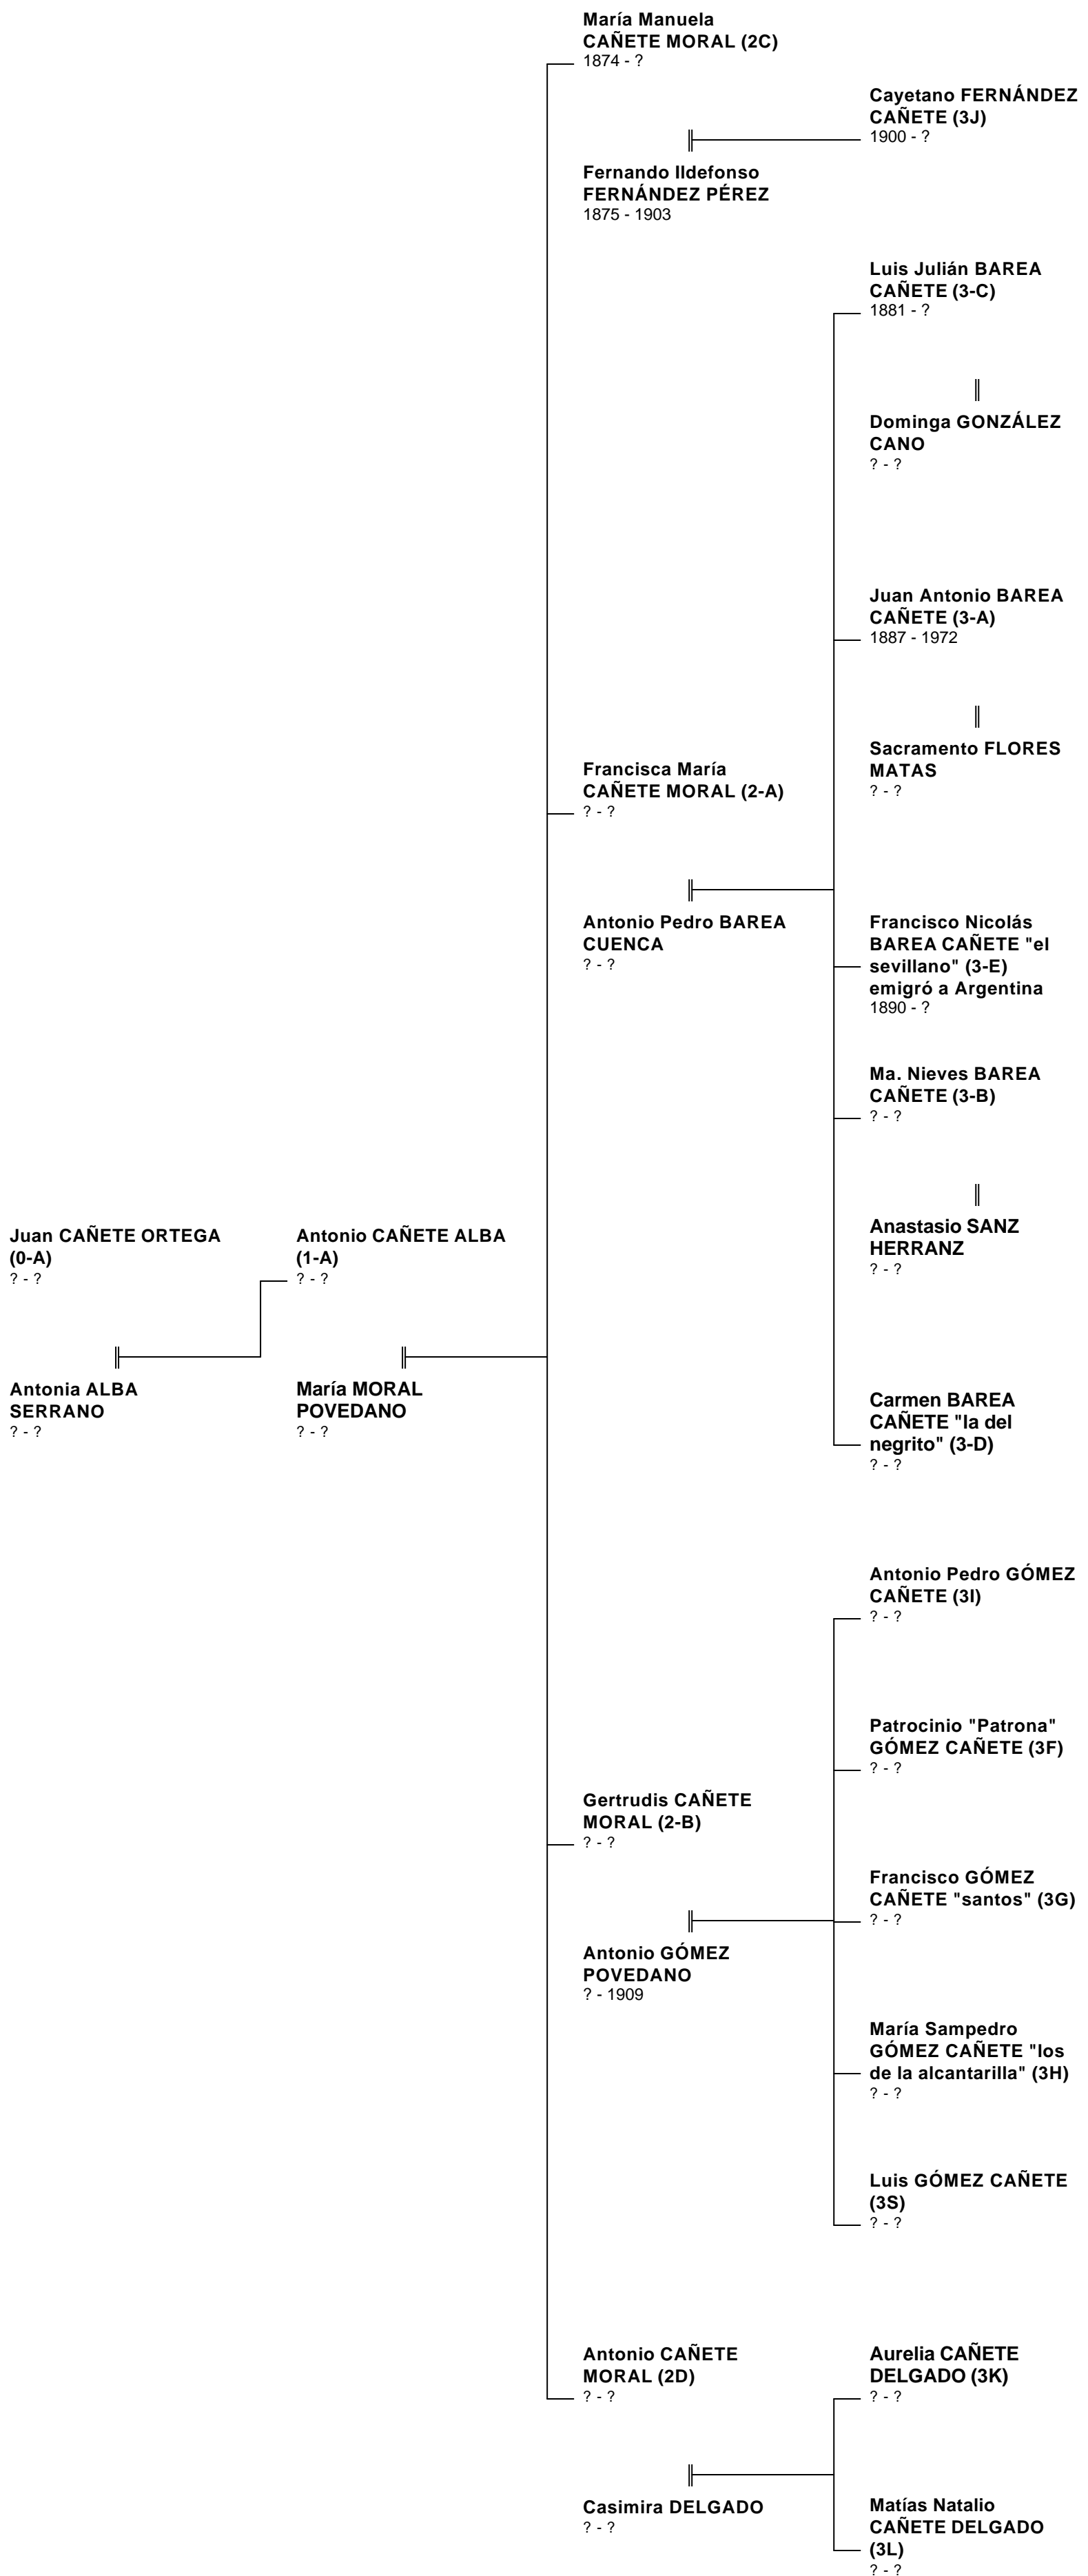 Juan CAÑETE ORTEGA
(0-A)
? - ?
Antonia ALBA
SERRANO
? - ?
Antonio CAÑETE ALBA
(1-A)
? - ?
María MORAL
POVEDANO
? - ?
María Manuela
CAÑETE MORAL (2C)
1874 - ?
Fernando Ildefonso
FERNÁNDEZ PÉREZ
1875 - 1903
Francisca María
CAÑETE MORAL (2-A)
? - ?
Antonio Pedro BAREA
CUENCA
? - ?
Gertrudis CAÑETE
MORAL (2-B)
? - ?
Antonio GÓMEZ
POVEDANO
? - 1909
Antonio CAÑETE
MORAL (2D)
? - ?
Casimira DELGADO
? - ?
Cayetano FERNÁNDEZ
CAÑETE (3J)
1900 - ?
Luis Julián BAREA
CAÑETE (3-C)
1881 - ?
Dominga GONZÁLEZ
CANO
? - ?
Juan Antonio BAREA
CAÑETE (3-A)
1887 - 1972
Sacramento FLORES
MATAS
? - ?
Francisco Nicolás
BAREA CAÑETE "el
sevillano" (3-E)
emigró a Argentina
1890 - ?
Ma. Nieves BAREA
CAÑETE (3-B)
? - ?
Anastasio SANZ
HERRANZ
? - ?
Carmen BAREA
CAÑETE "la del
negrito" (3-D)
? - ?
Antonio Pedro GÓMEZ
CAÑETE (3I)
? - ?
Patrocinio "Patrona"
GÓMEZ CAÑETE (3F)
? - ?
Francisco GÓMEZ
CAÑETE "santos" (3G)
? - ?
María Sampedro
GÓMEZ CAÑETE "los
de la alcantarilla" (3H)
? - ?
Luis GÓMEZ CAÑETE
(3S)
? - ?
Aurelia CAÑETE
DELGADO (3K)
? - ?
Matías Natalio
CAÑETE DELGADO
(3L)
? - ?